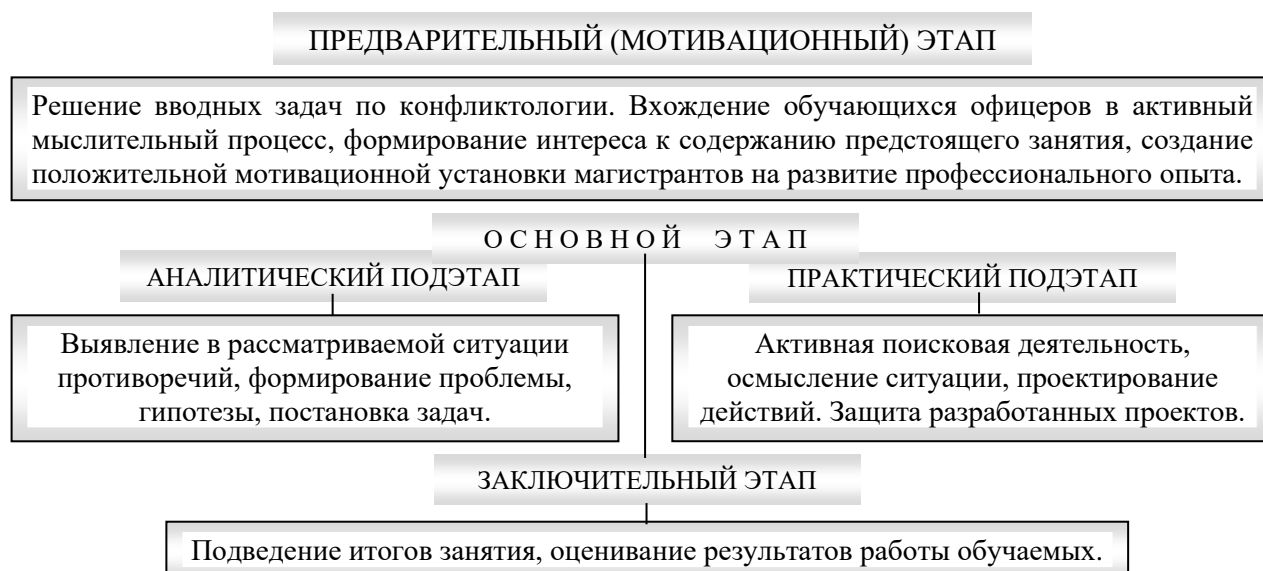 ПРЕДВАРИТЕЛЬНЫЙ (МОТИВАЦИОННЫЙ) ЭТАП
Решение вводных задач по конфликтологии. Вхождение обучающихся офицеров в активный
мыслительный процесс, формирование интереса к содержанию предстоящего занятия, создание
положительной мотивационной установки магистрантов на развитие профессионального опыта.
О С Н О В Н О Й Э Т А П
АНАЛИТИЧЕСКИЙ ПОДЭТАП
Выявление в рассматриваемой ситуации
противоречий, формирование проблемы,
гипотезы, постановка задач.
ПРАКТИЧЕСКИЙ ПОДЭТАП
Активная поисковая деятельность,
осмысление ситуации, проектирование
действий. Защита разработанных проектов.
ЗАКЛЮЧИТЕЛЬНЫЙ ЭТАП
Подведение итогов занятия, оценивание результатов работы обучаемых.